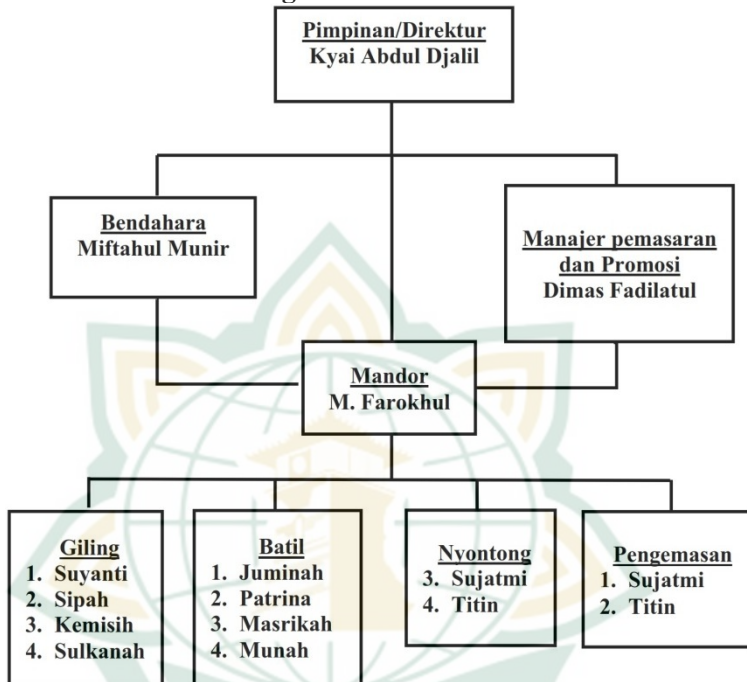 Pimpinan/Direktur
Kyai Abdul Djalil
Bendahara
Miftahul Munir
Manajer pemasaran
dan Promosi
Dimas Fadilatul
Mandor
M. Farokhul
Giling
1. Suyanti
2. Sipah
3. Kemisih
4. Sulkanah
Batil
1. Juminah
2. Patrina
3. Masrikah
4. Munah
Nyontong
3. Sujatmi
4. Titin
Pengemasan
1. Sujatmi
2. Titin